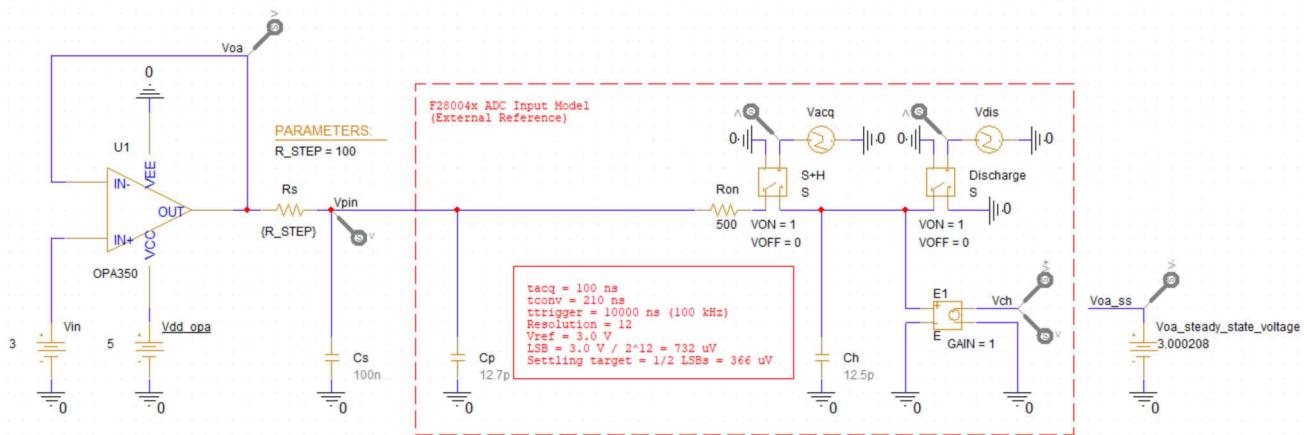 Voa
V
0
U1
IN-
VEE
OUT
IN+
VCC
OPA350
PARAMETERS:
R_STEP = 100
Rs
{R_STEP}
Vpin
V
3
Vin
0
5
Vdd_opa
0
Cs
100n
0
F28004x ADC Input Model
(External Reference)
Cp
12.7p
0
Ron
500
V
0
Vacq
0
S+H
S
VON = 1
VOFF = 0
V
0
Vdis
0
Discharge
S
0
VON = 1
VOFF = 0
tacq = 100 ns
tconv = 210 ns
ttrigger = 10000 ns (100 kHz)
Resolution = 12
Vref = 3.0 V
LSB = 3.0 V / 2^12 = 732 uV
Settling target = 1/2 LSBs = 366 uV
Ch
12.5p
0
E1
E
GAIN = 1
Vch
V+
V
0
0
Voa_ss
V-
Voa_steady_state_voltage
3.000208
0